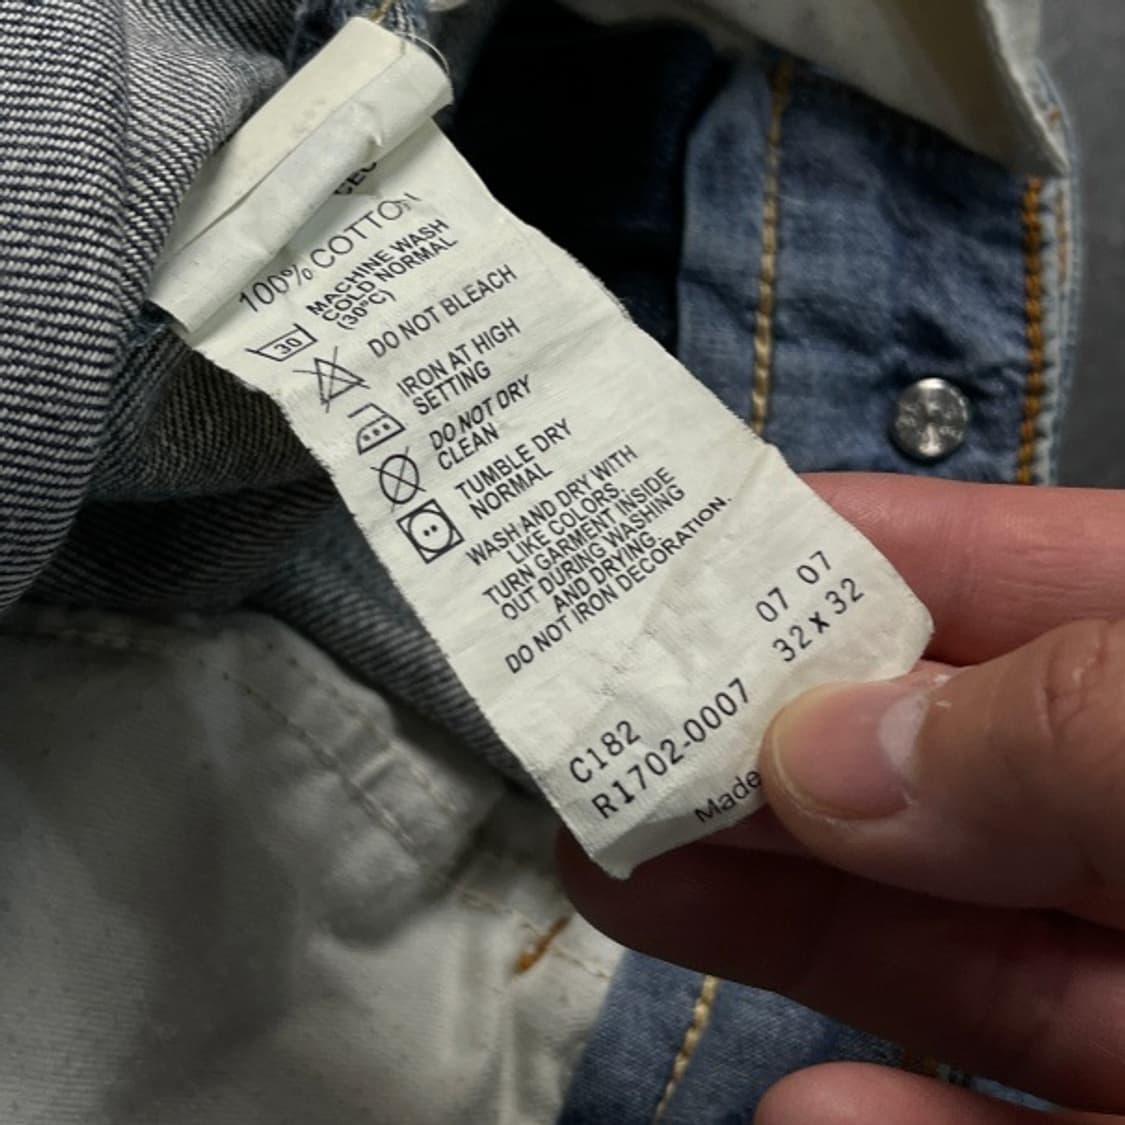 100% COTTON
MACHINE WASH
COLD NORMAL
(30°C)
30
DO NOT BLEACH
IRON AT HIGH
SETTING
DO NOT DRY
CLEAN
TUMBLE DRY
NORMAL
WASH AND DRY WITH
LIKE COLORS.
TURN GARMENT INSIDE
OUT DURING WASHING
AND DRYING
DO NOT IRON DECORATION.
07 07
32x32
C182
R1702-0007
Made